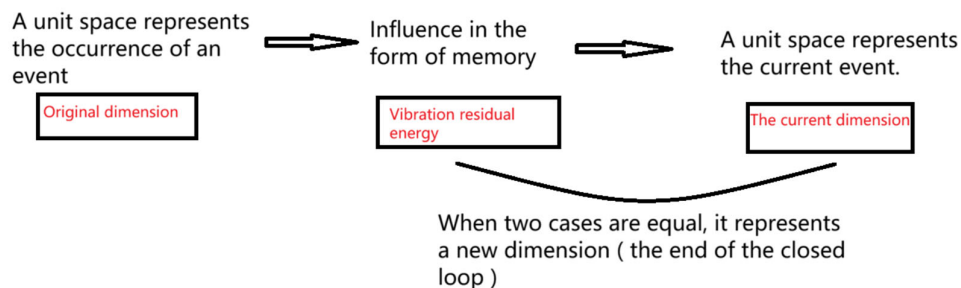 A unit space represents
the occurrence of an
event
Influence in the
form of memory
A unit space represents
the current event.
Original dimension
Vibration residual
energy
The current dimension
When two cases are equal, it represents
a new dimension ( the end of the closed
loop )